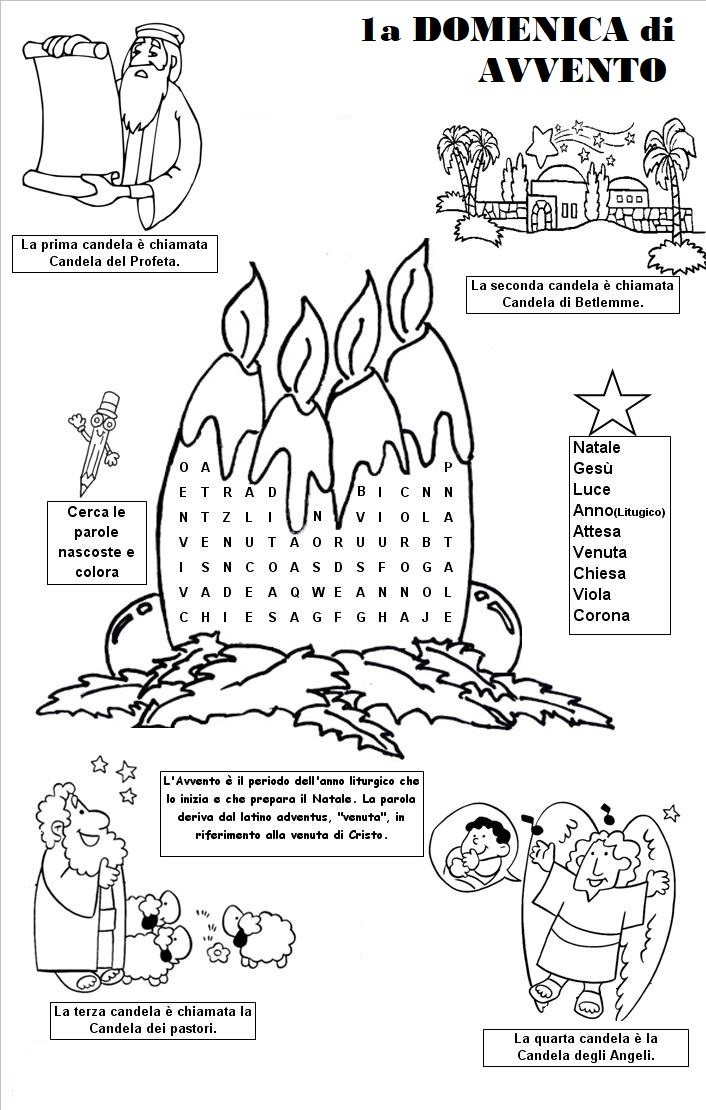 1a DOMENICA di
AVVENTO
La prima candela è chiamata
Candela del Profeta.
La seconda candela è chiamata
Candela di Betlemme.
Cerca le
parole
nascoste e
colora
O A P
E T R A D B I C N N
N T Z L I N V I O L A
V E N U T A O R U U R B T
I S N C O A S D S F O G A
V A D E A Q W E A N N O L
C H I E S A G F G H A J E
Natale
Gesù
Luce
Anno(Litugico)
Attesa
Venuta
Chiesa
Viola
Corona
L'Avvento è il periodo dell'anno liturgico che
lo inizia e che prepara il Natale. La parola
deriva dal latino adventus, "venuta", in
riferimento alla venuta di Cristo.
La terza candela è chiamata la
Candela dei pastori.
La quarta candela è la
Candela degli Angeli.